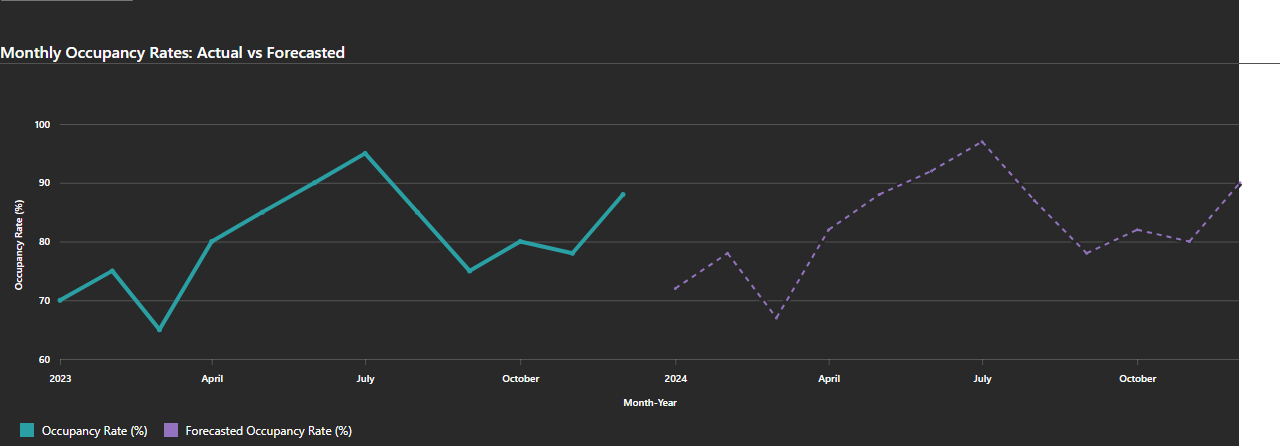 Monthly Occupancy Rates: Actual vs Forecasted
100
90
80
70
60
Occupancy Rate (%)
2023 April July October 2024 April July October
Month-Year
Occupancy Rate (%) Forecasted Occupancy Rate (%)